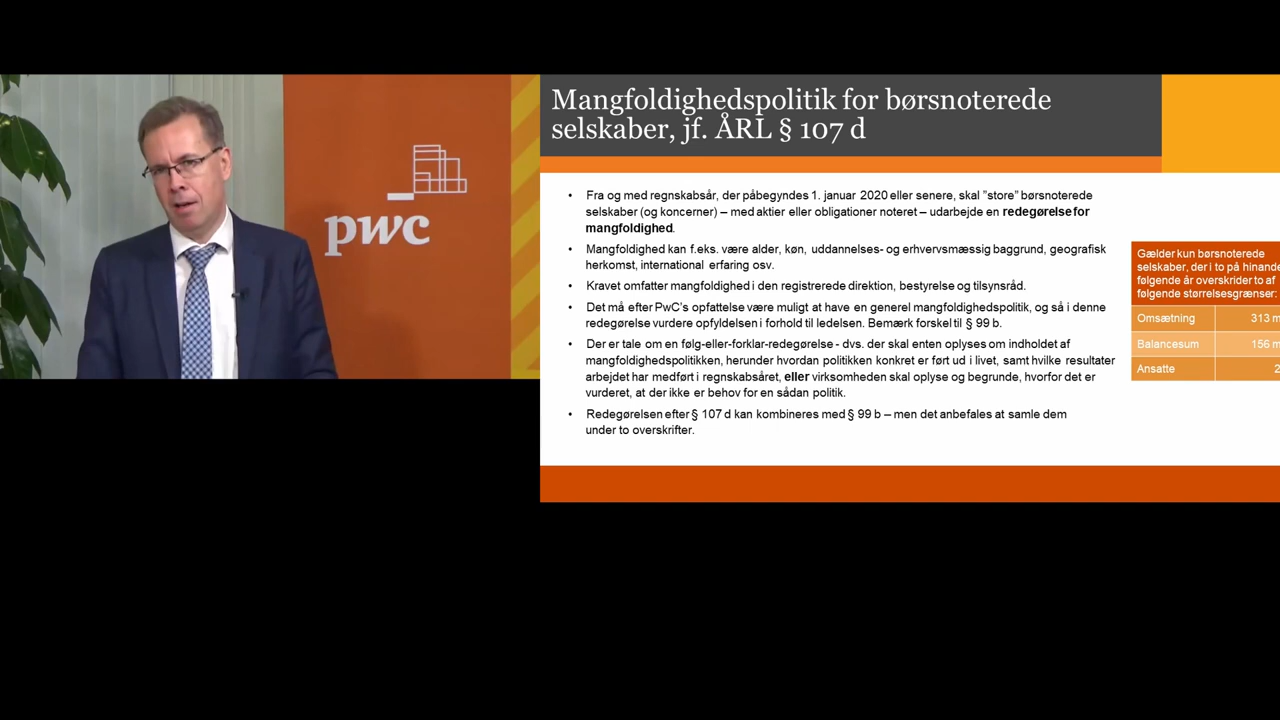 pwc
Mangfoldighedspolitik for børsnoterede
selskaber, jf. ÅRL § 107 d
• Fra og med regnskabsår, der påbegyndes 1. januar 2020 eller senere, skal ”store” børsnoterede
selskaber (og koncerner) – med aktier eller obligationer noteret – udarbejde en redegørelse for
mangfoldighed.
• Mangfoldighed kan f.eks. være alder, køn, uddannelses- og erhvervsmæssig baggrund, geografisk
herkomst, international erfaring osv.
• Kravet omfatter mangfoldighed i den registrerede direktion, bestyrelse og tilsynsråd.
• Det må efter PwC’s opfattelse være muligt at have en generel mangfoldighedspolitik, og så i denne
redegørelse vurdere opfyldelsen i forhold til ledelsen. Bemærk forskel til § 99 b.
• Der er tale om en følg-eller-forklar-redegørelse - dvs. der skal enten oplyses om indholdet af
mangfoldighedspolitikken, herunder hvordan politikken konkret er ført ud i livet, samt hvilke resultater
arbejdet har medført i regnskabsåret, eller virksomheden skal oplyse og begrunde, hvorfor det er
vurderet, at der ikke er behov for en sådan politik.
• Redegørelsen efter § 107 d kan kombineres med § 99 b – men det anbefales at samle dem
under to overskrifter.
Gælder kun børsnoterede
selskaber, der i to på hinande
følgende år overskrider to af
følgende størrelsesgrænser:
Omsætning 313 m
Balancesum 156 m
Ansatte 2